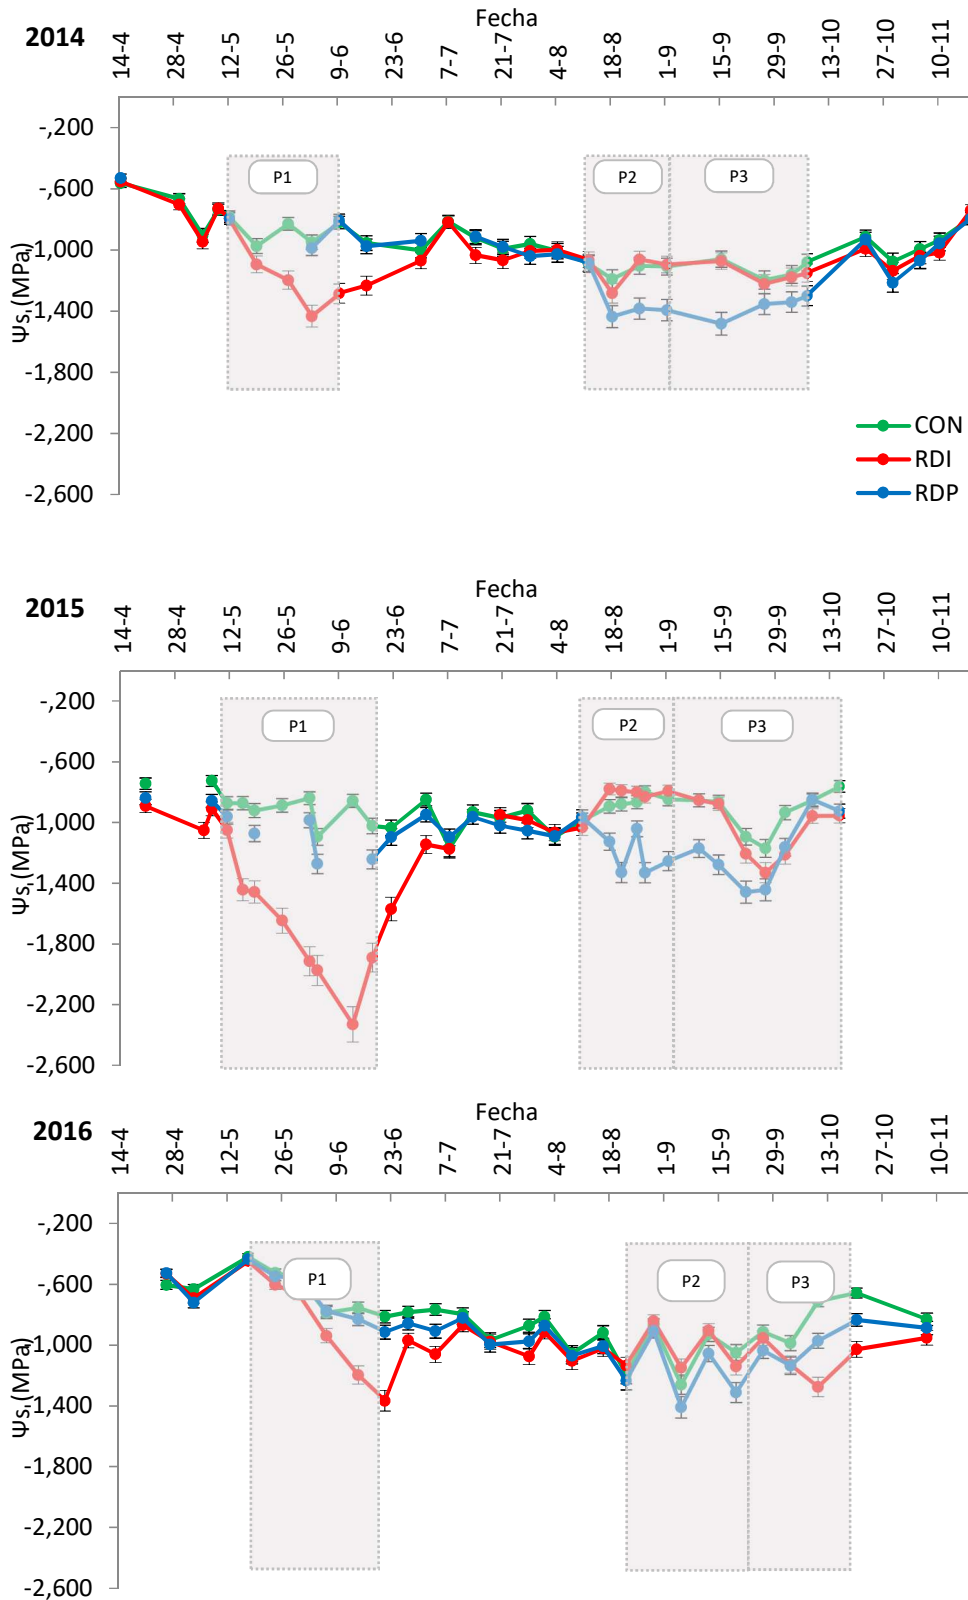 Fecha
2014
14-4 28-4 12-5 26-5 9-6 23-6 7-7 21-7 4-8 18-8 1-9 15-9 29-9 13-10 27-10 10-11
-,200
-,600
-1,000
-1,400
-1,800
-2,200
-2,600
Ψs (MPa)
P1 P2 P3
CON
RDI
RDP
Fecha
2015
14-4 28-4 12-5 26-5 9-6 23-6 7-7 21-7 4-8 18-8 1-9 15-9 29-9 13-10 27-10 10-11
-,200
-,600
-1,000
-1,400
-1,800
-2,200
-2,600
Ψs (MPa)
P1 P2 P3
Fecha
2016
14-4 28-4 12-5 26-5 9-6 23-6 7-7 21-7 4-8 18-8 1-9 15-9 29-9 13-10 27-10 10-11
-,200
-,600
-1,000
-1,400
-1,800
-2,200
-2,600
Ψs (MPa)
P1 P2 P3